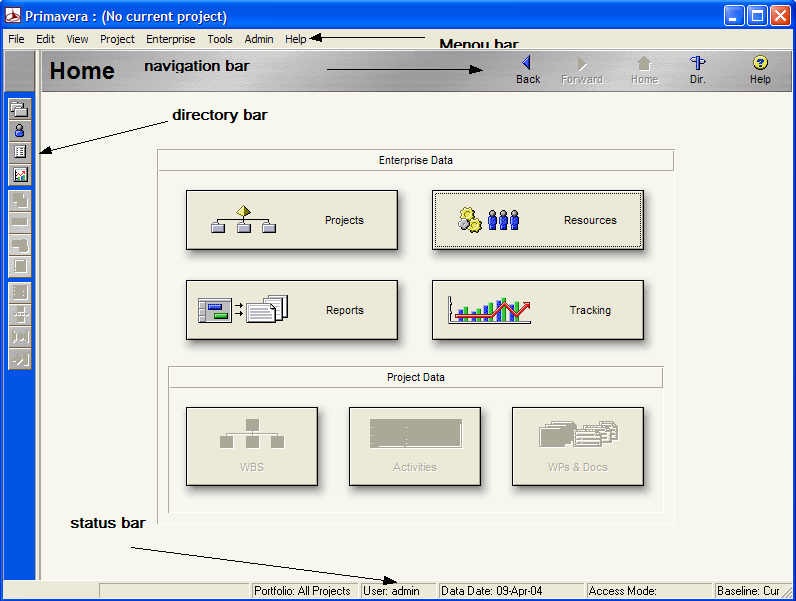 Primavera : (No current project)
File Edit View Project Enterprise Tools Admin Help
Menou bar
Home
navigation bar
Back Forward Home Dir. Help
directory bar
Enterprise Data
Projects Resources
Reports Tracking
Project Data
WBS Activities WPs & Docs
status bar
Portfolio: All Projects User: admin Data Date: 09-Apr-04 Access Mode: Baseline: Cur